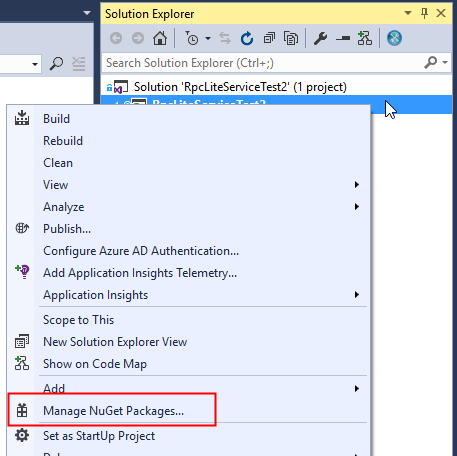 Solution Explorer
Search Solution Explorer (Ctrl+;)
Solution 'RpcLiteServiceTest2' (1 project)
RpcLiteServiceTest2
Build
Rebuild
Clean
View
Analyze
Publish...
Configure Azure AD Authentication...
Add Application Insights Telemetry...
Application Insights
Scope to This
New Solution Explorer View
Show on Code Map
Add
Manage NuGet Packages...
Set as StartUp Project